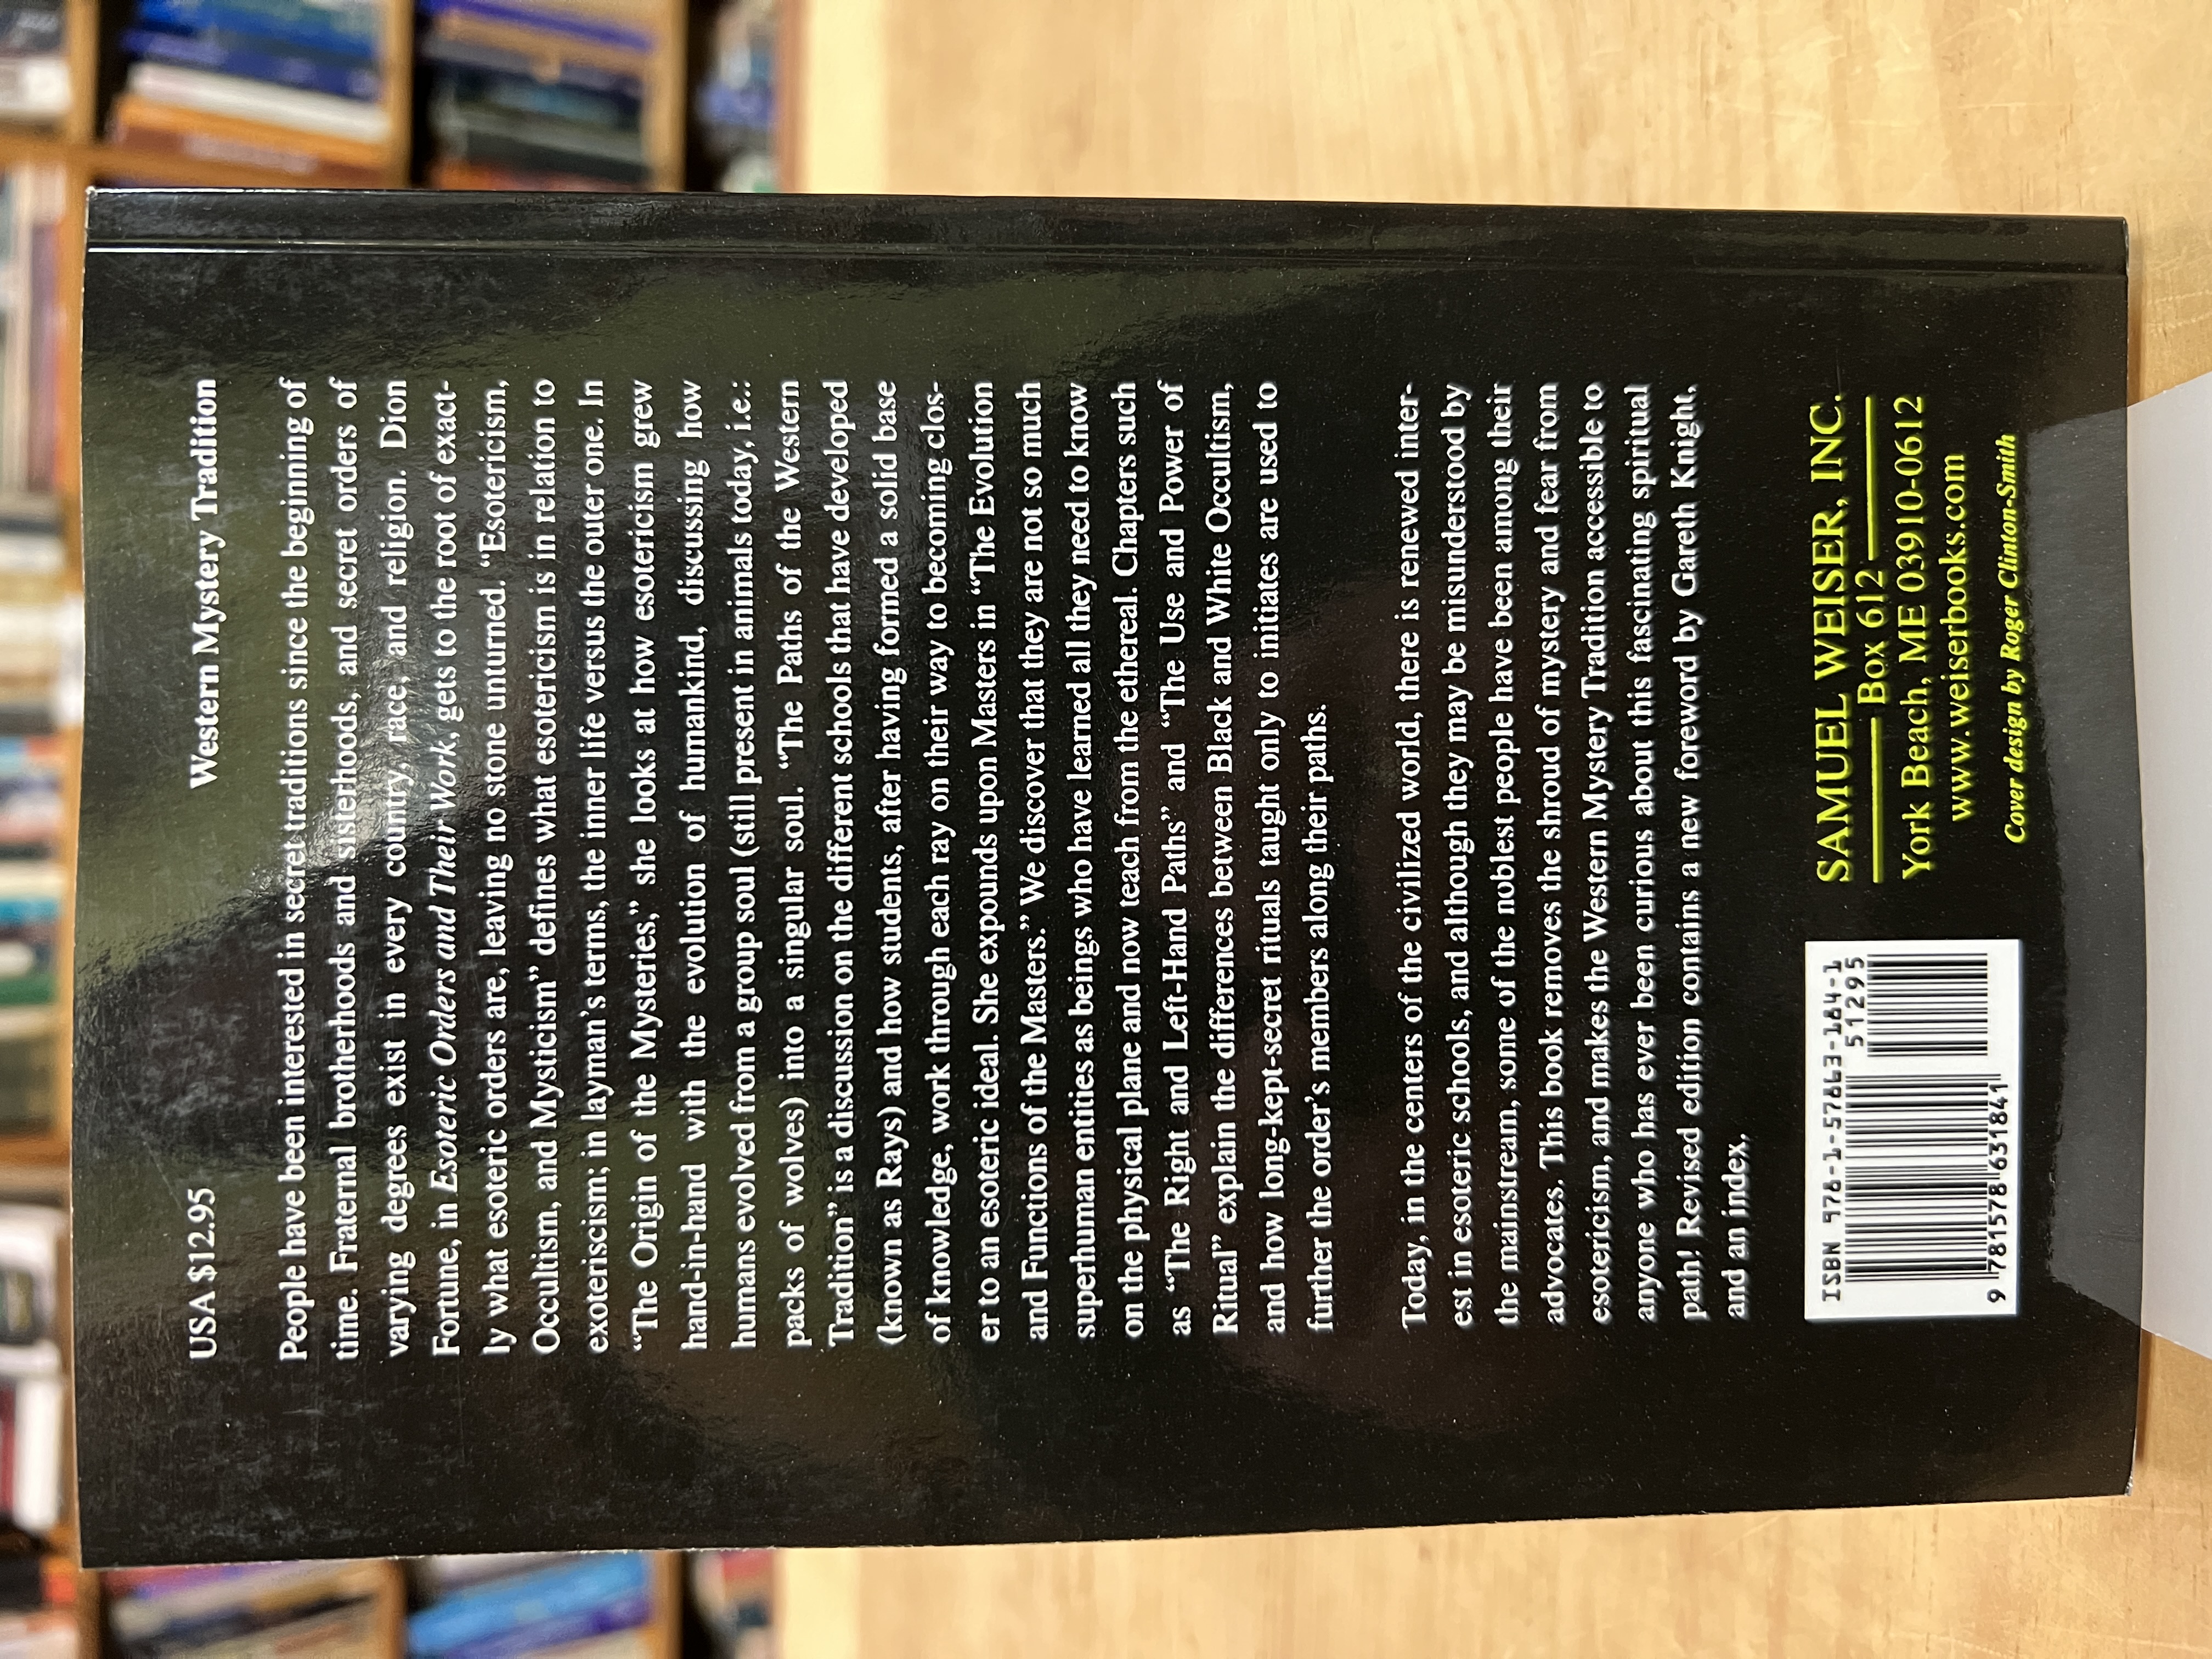 USA $12.95
Western Mystery Tradition
People have been interested in secret traditions since the beginning of
time. Fraternal brotherhoods and sisterhoods, and secret orders of
varying degrees exist in every country, race, and religion. Dion
Fortune, in Esoteric Orders and Their Work, gets to the root of exact-
ly what esoteric orders are, leaving no stone unturned. "Esotericism,
Occultism, and Mysticism" defines what esotericism is in relation to
exoteriscism; in layman's terms, the inner life versus the outer one. In
"The Origin of the Mysteries," she looks at how esotericism grew
hand-in-hand with the evolution of humankind, discussing how
humans evolved from a group soul (still present in animals today, i.e.:
packs of wolves) into a singular soul. "The Paths of the Western
Tradition" is a discussion on the different schools that have developed
(known as Rays) and how students, after having formed a solid base
of knowledge, work through each ray on their way to becoming clos-
er to an esoteric ideal. She expounds upon Masters in "The Evolution
and Functions of the Masters." We discover that they are not so much
superhuman entities as beings who have learned all they need to know
on the physical plane and now teach from the ethereal. Chapters such
as "The Right and Left-Hand Paths" and "The Use and Power of
Ritual" explain the differences between Black and White Occultism,
and how long-kept-secret rituals taught only to initiates are used to
further the order's members along their paths.
Today, in the centers of the civilized world, there is renewed inter-
est in esoteric schools, and although they may be misunderstood by
the mainstream, some of the noblest people have been among their
advocates. This book removes the shroud of mystery and fear from
esotericism, and makes the Western Mystery Tradition accessible to
anyone who has ever been curious about this fascinating spiritual
path! Revised edition contains a new foreword by Gareth Knight,
and an index.
ISBN 978-1-57863-184-1
51295
9 781578 631841
SAMUEL WEISER, INC.
Box 612
York Beach, ME 03910-0612
www.weiserbooks.com
Cover design by Roger Clinton-Smith